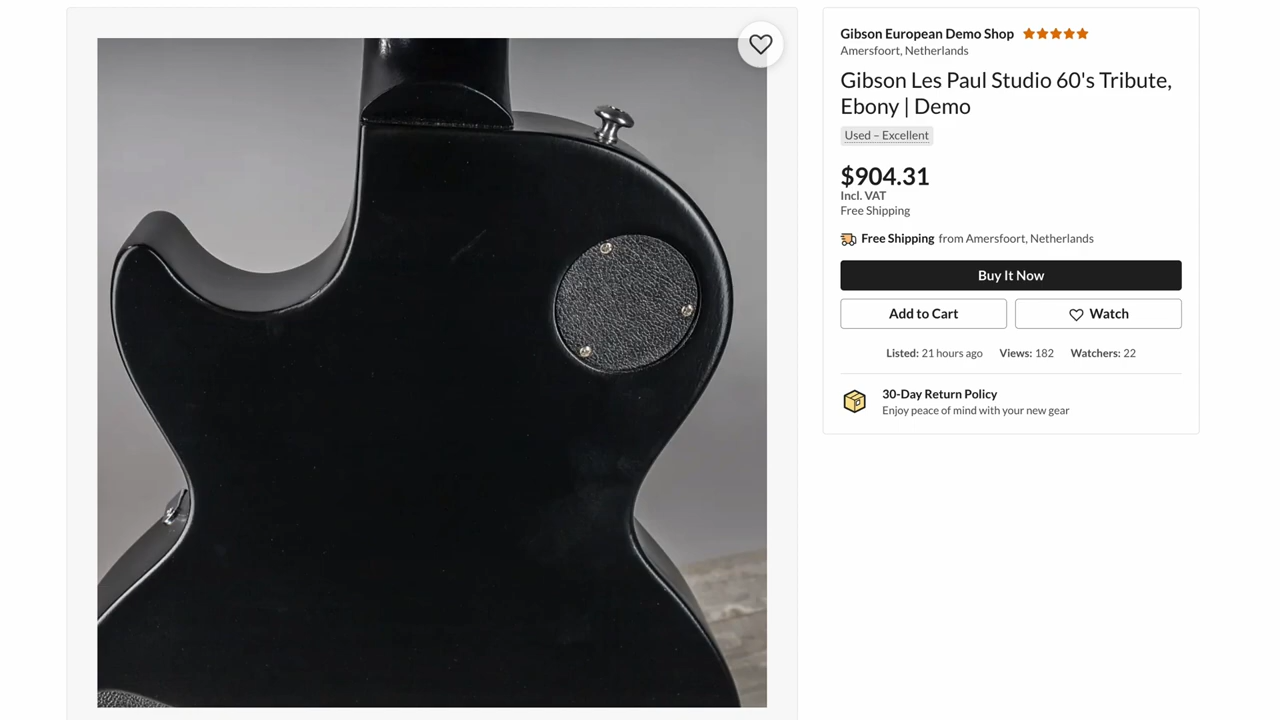 Gibson European Demo Shop
Amersfoort, Netherlands
Gibson Les Paul Studio 60's Tribute,
Ebony | Demo
Used – Excellent
$904.31
Incl. VAT
Free Shipping
Free Shipping from Amersfoort, Netherlands
Buy It Now
Add to Cart
Watch
Listed: 21 hours ago Views: 182 Watchers: 22
30-Day Return Policy
Enjoy peace of mind with your new gear